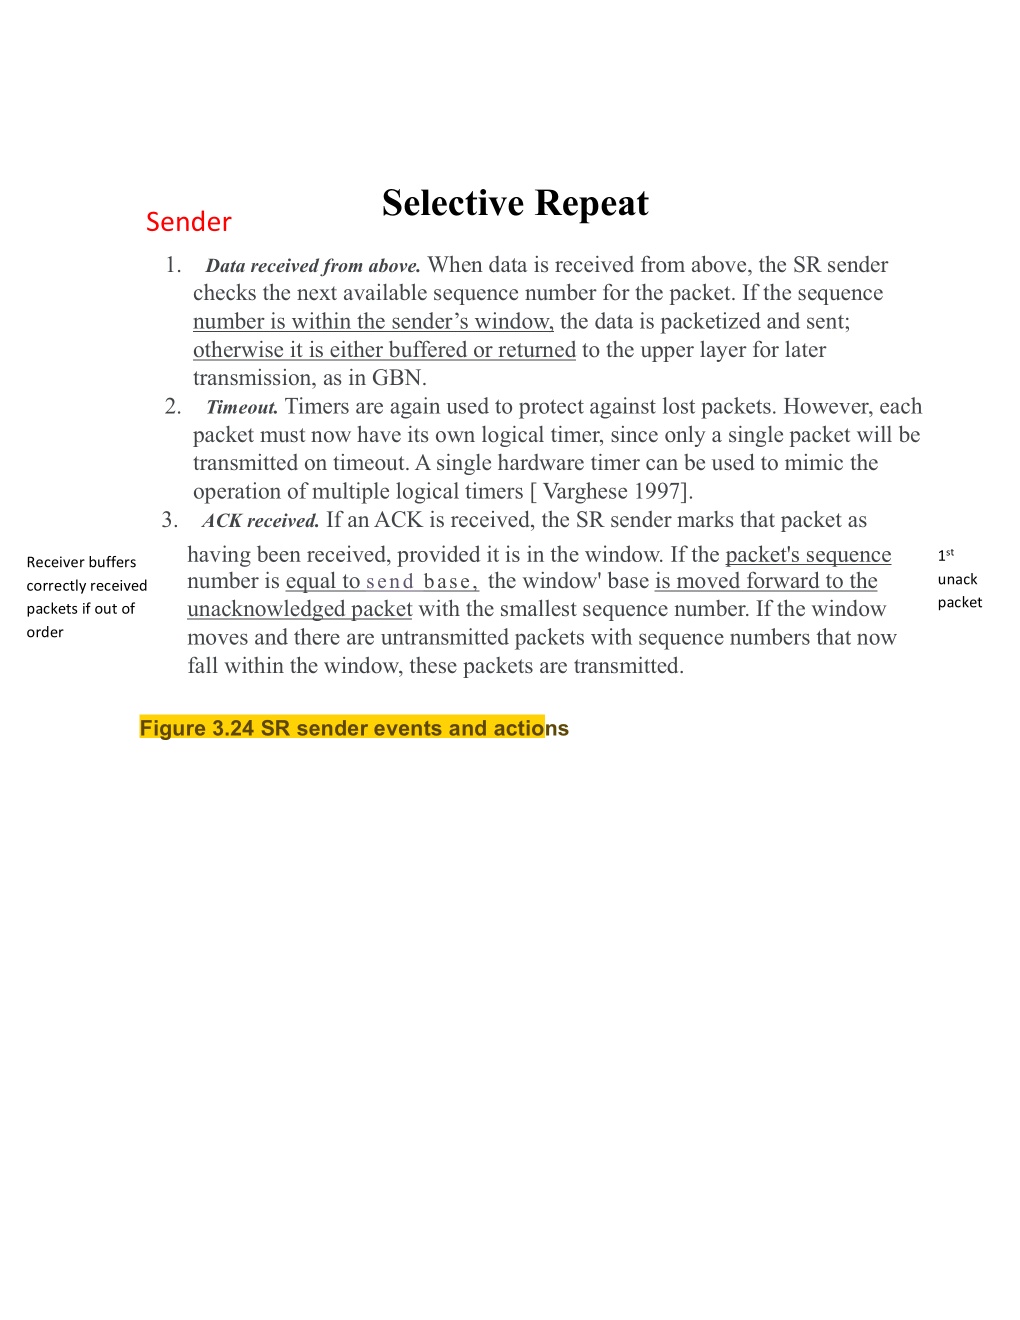 Selective Repeat
Sender
1. Data received from above. When data is received from above, the SR sender
checks the next available sequence number for the packet. If the sequence
number is within the sender’s window, the data is packetized and sent;
otherwise it is either buffered or returned to the upper layer for later
transmission, as in GBN.
2. Timeout. Timers are again used to protect against lost packets. However, each
packet must now have its own logical timer, since only a single packet will be
transmitted on timeout. A single hardware timer can be used to mimic the
operation of multiple logical timers [ Varghese 1997].
3. ACK received. If an ACK is received, the SR sender marks that packet as
having been received, provided it is in the window. If the packet's sequence
number is equal to send base, the window' base is moved forward to the
unacknowledged packet with the smallest sequence number. If the window
moves and there are untransmitted packets with sequence numbers that now
fall within the window, these packets are transmitted.
Receiver buffers
correctly received
packets if out of
order
1st
unack
packet
Figure 3.24 SR sender events and actions